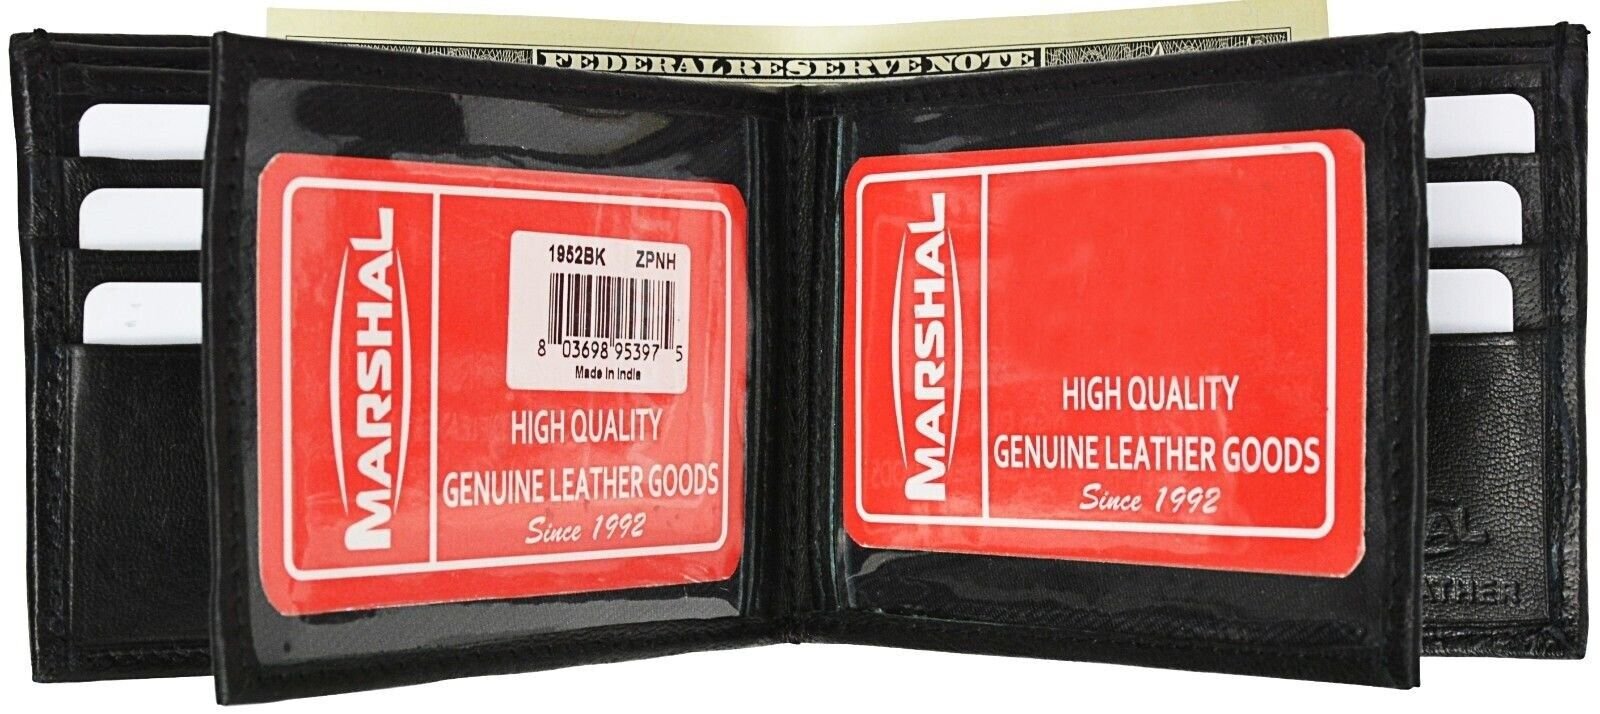 FEDERAL RESERVE NOTE
MARSHAL
1952BK ZPNH
8 03698 95397 5
Made In India
HIGH QUALITY
GENUINE LEATHER GOODS
Since 1992
MARSHAL
HIGH QUALITY
GENUINE LEATHER GOODS
Since 1992